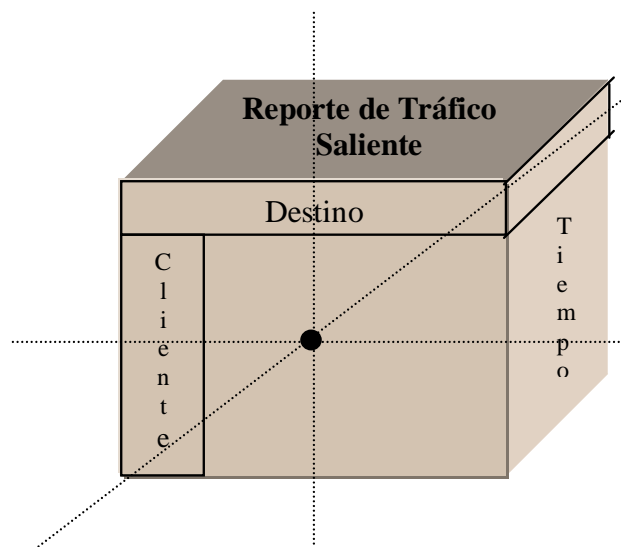 Reporte de Tráfico
Saliente
Destino
Cliente
Tiempo